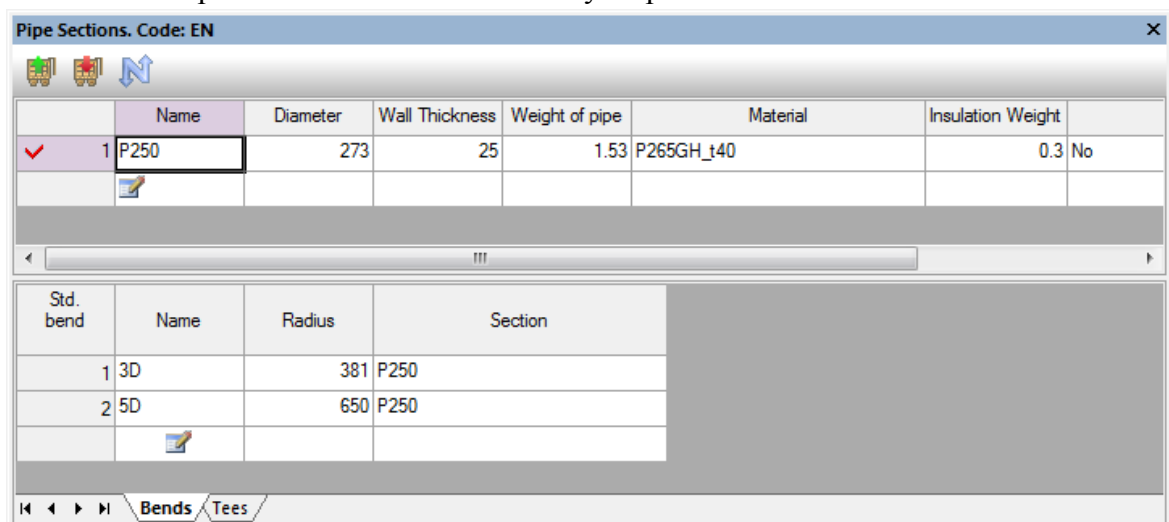 Pipe Sections. Code: EN
Name Diameter Wall Thickness Weight of pipe Material Insulation Weight
1 P250 273 25 1.53 P265GH_t40 0.3 No
Std. bend Name Radius Section
1 3D 381 P250
2 5D 650 P250
Bends Tees